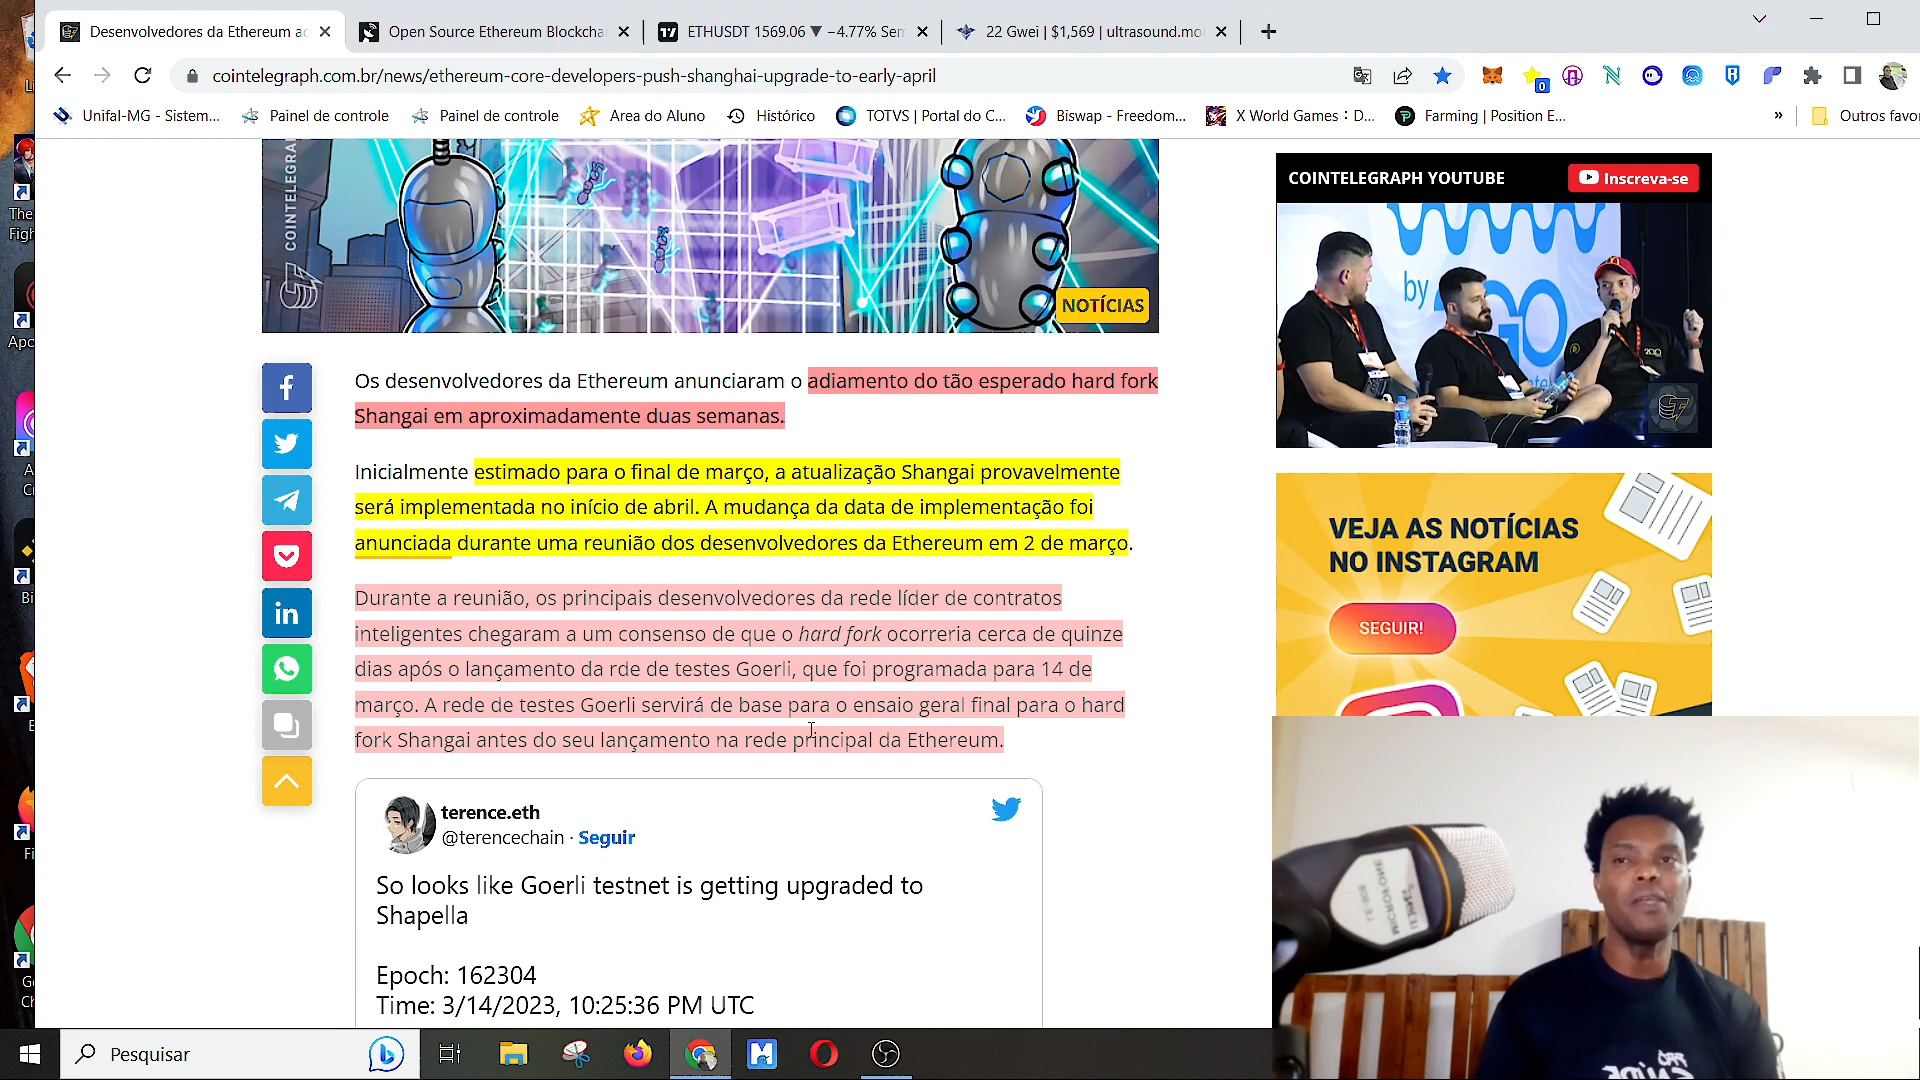 Desenvolvedores da Ethereum ac
Open Source Ethereum Blockcha
ETHUSDT 1569.06 ▼ −4.77% Sem
22 Gwei | $1,569 | ultrasound.mo
cointelegraph.com.br/news/ethereum-core-developers-push-shanghai-upgrade-to-early-april
0
Unifal-MG - Sistem...
Painel de controle
Painel de controle
Area do Aluno
Histórico
TOTVS | Portal do C...
Biswap - Freedom...
X World Games : D...
Farming | Position E...
»
Outros favor
COINTELEGRA
NOTÍCIAS
COINTELEGRAPH YOUTUBE
Inscreva-se
by
Os desenvolvedores da Ethereum anunciaram o adiamento do tão esperado hard fork
Shangai em aproximadamente duas semanas.
Inicialmente estimado para o final de março, a atualização Shangai provavelmente
será implementada no início de abril. A mudança da data de implementação foi
anunciada durante uma reunião dos desenvolvedores da Ethereum em 2 de março.
Durante a reunião, os principais desenvolvedores da rede líder de contratos
inteligentes chegaram a um consenso de que o hard fork ocorreria cerca de quinze
dias após o lançamento da rde de testes Goerli, que foi programada para 14 de
março. A rede de testes Goerli servirá de base para o ensaio geral final para o hard
fork Shangai antes do seu lançamento na rede principal da Ethereum.
VEJA AS NOTÍCIAS
NO INSTAGRAM
SEGUIR!
terence.eth
@terencechain · Seguir
So looks like Goerli testnet is getting upgraded to
Shapella
Epoch: 162304
Time: 3/14/2023, 10:25:36 PM UTC
The
Figh
Apo
Pesquisar